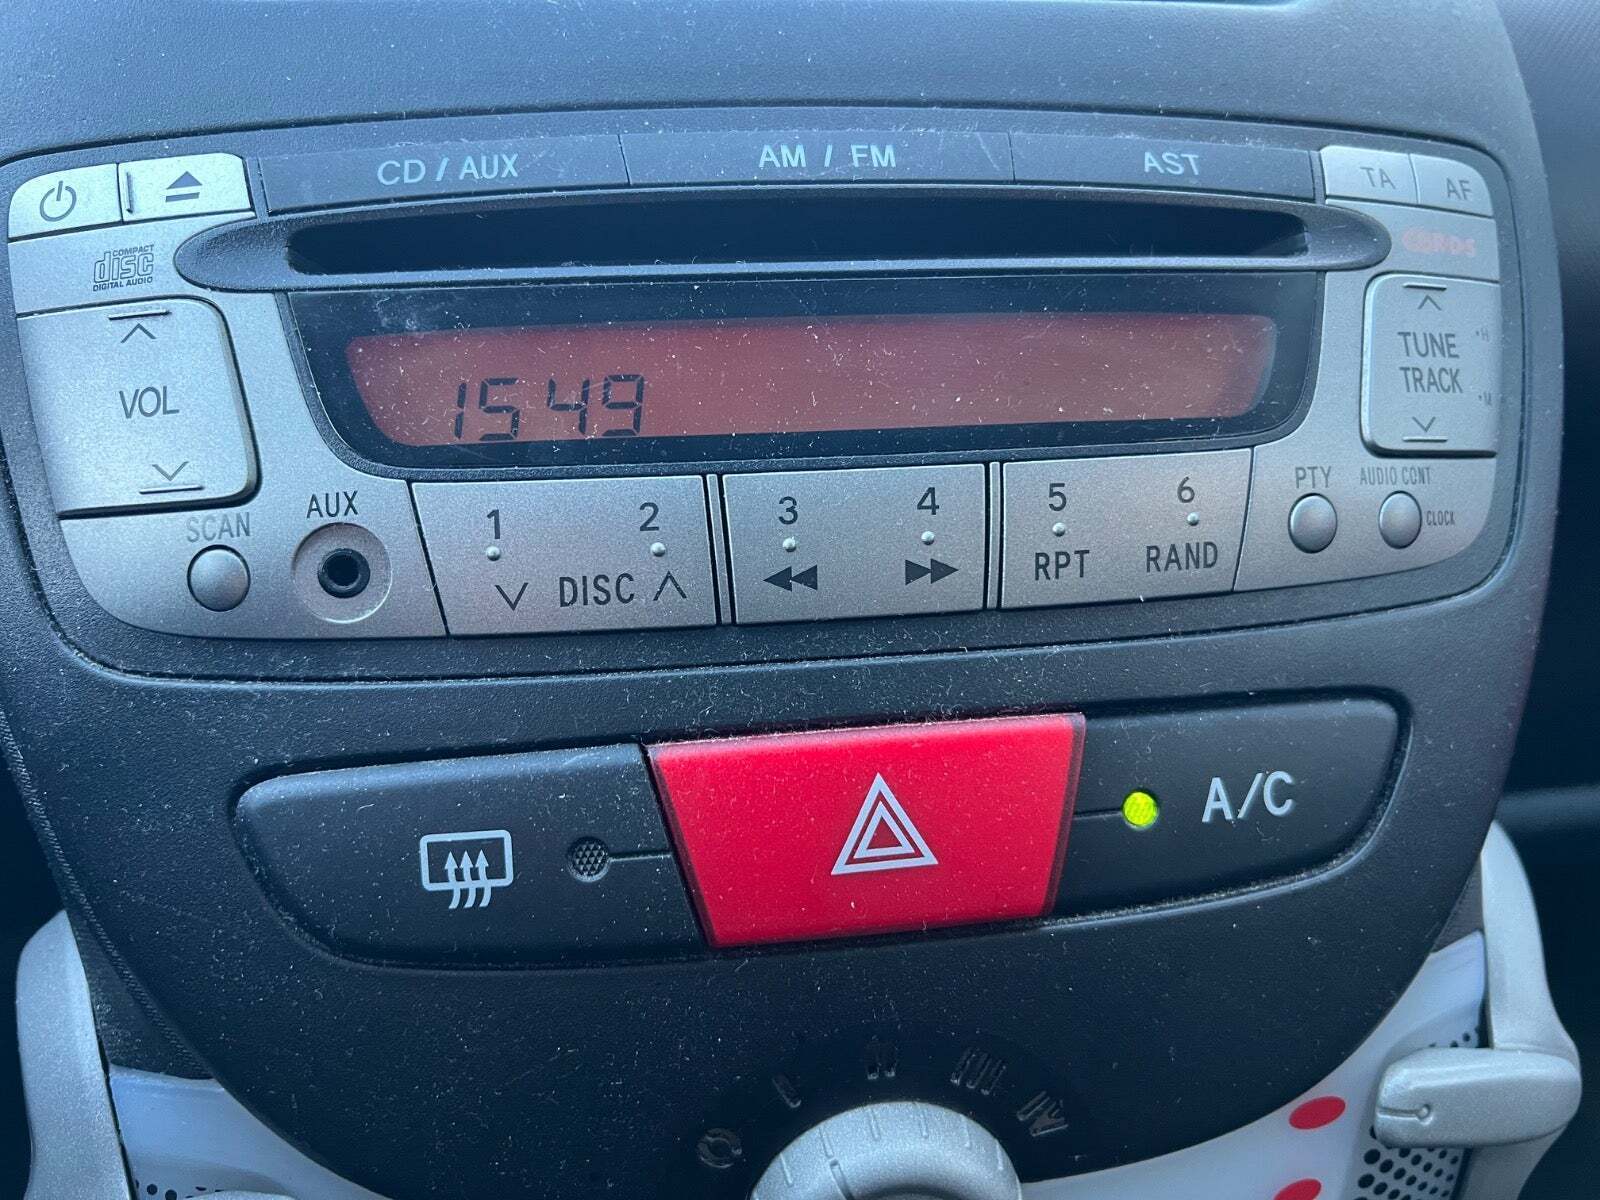 CD / AUX
AM / FM
AST
TA
AF
COMPACT
disc
DIGITAL AUDIO
VOL
1549
TUNE
TRACK
H
M
SCAN
AUX
1
2
3
4
5
6
DISC
RPT
RAND
PTY
AUDIO CONT
CLOCK
A/C